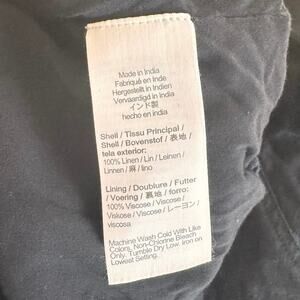 Made in India
Fabriqué en Inde
Hergestellt in Indien
Vervaardigd in India
インド製
hecho en india
Shell / Tissu Principal /
Shell / Bovenstof / 表地 /
tela exterior:
100% Linen / Lin / Leinen /
Linnen / 麻 / lino
Lining / Doublure / Futter
/ Voering / 裏地 / forro:
100% Viscose / Viscose /
Viskose / Viscose / レーヨン /
viscosa
Machine Wash Cold With Like
Colors. Non-Chlorine Bleach
Only. Tumble Dry Low. Iron on
Lowest Setting.